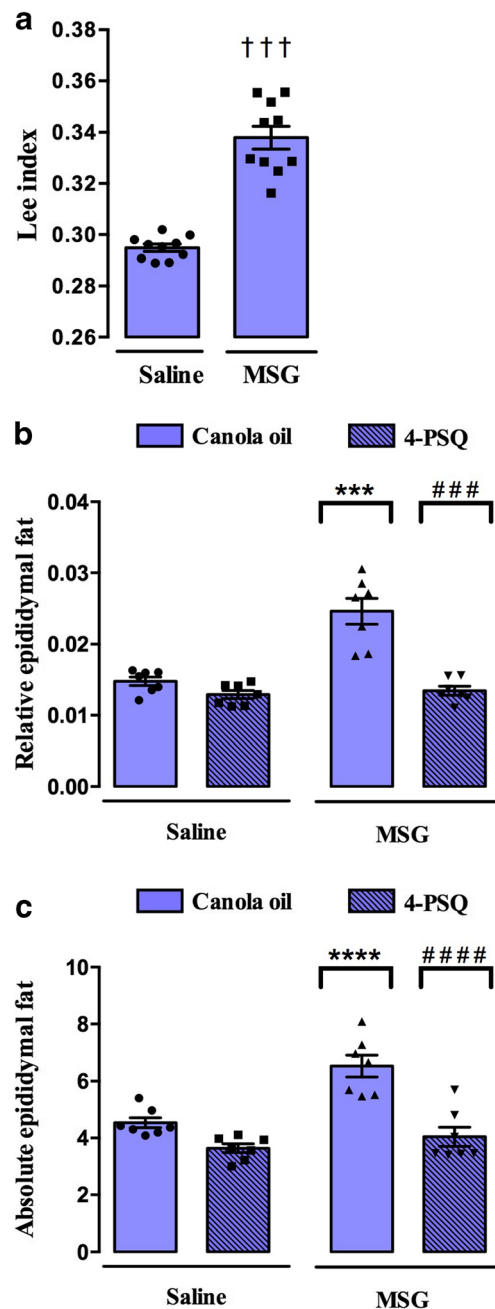 a
†††
Lee index
0.38
0.36
0.34
0.32
0.30
0.28
0.26
Saline MSG
b
Canola oil 4-PSQ
*** ###
Relative epididymal fat
0.04
0.03
0.02
0.01
0.00
Saline MSG
c
Canola oil 4-PSQ
**** ####
Absolute epididymal fat
10
8
6
4
2
0
Saline MSG